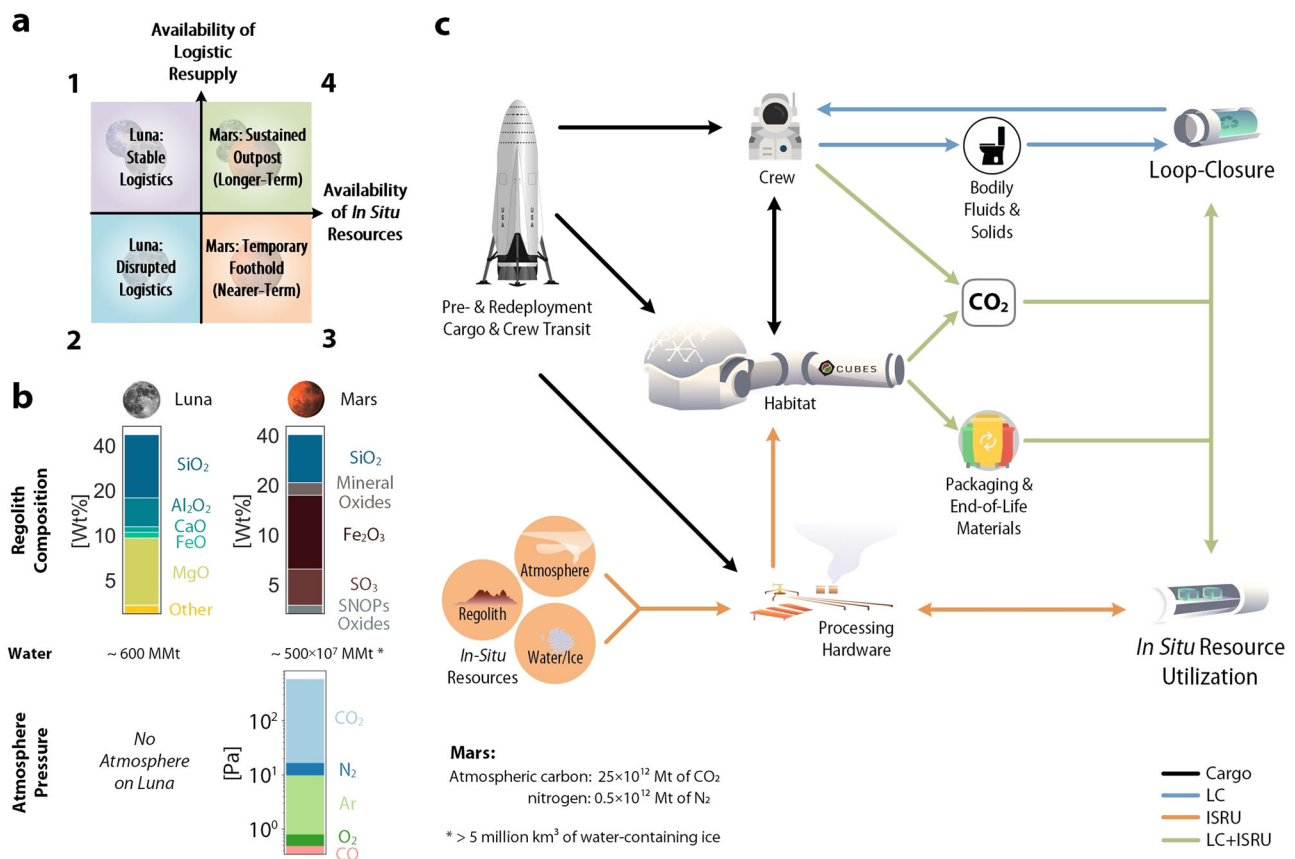 a
Availability of
Logistic
Resupply
1
4
Luna:
Stable
Logistics
Mars: Sustained
Outpost
(Longer-Term)
Availability
of In Situ
Resources
Luna:
Disrupted
Logistics
Mars: Temporary
Foothold
(Nearer-Term)
2
3
b
Luna
Mars
Regolith
Composition
[Wt%]
40
20
10
5
SiO₂
Al₂O₂
CaO
FeO
MgO
Other
[Wt%]
40
20
10
5
SiO₂
Mineral
Oxides
Fe₂O₃
SO₃
SNOPs
Oxides
Water
~ 600 MMt
~ 500×10⁷ MMt *
Atmosphere
Pressure
No
Atmosphere
on Luna
[Pa]
10²
10¹
10⁰
CO₂
N₂
Ar
O₂
CO
c
USA
USA
Pre- & Redeployment
Cargo & Crew Transit
Crew
Bodily
Fluids &
Solids
Loop-Closure
CO₂
CUBES
Habitat
Packaging &
End-of-Life
Materials
Atmosphere
Regolith
Water/Ice
In-Situ
Resources
Processing
Hardware
In Situ Resource
Utilization
Mars:
Atmospheric carbon: 25×10¹² Mt of CO₂
nitrogen: 0.5×10¹² Mt of N₂
* > 5 million km³ of water-containing ice
Cargo
LC
ISRU
LC+ISRU